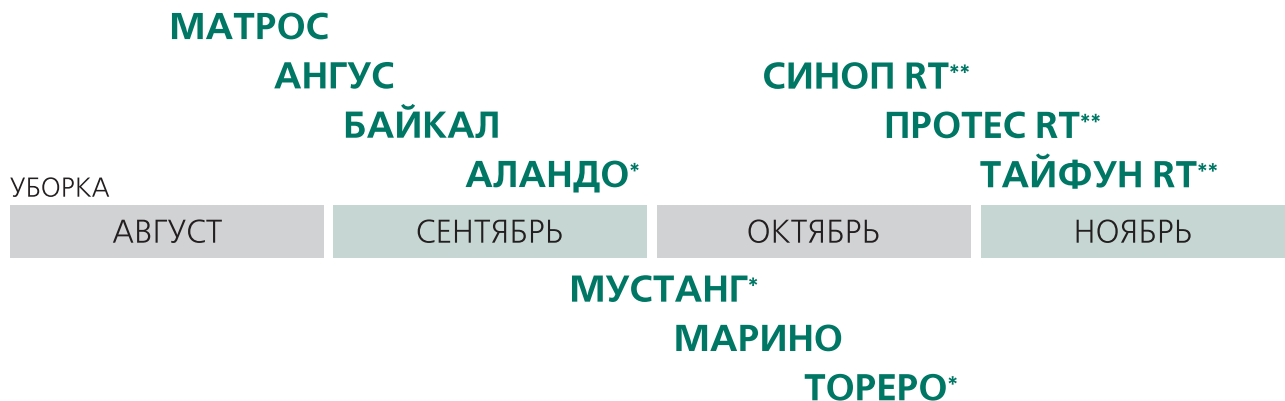 МАТРОС
АНГУС
СИНОП RT**
БАЙКАЛ
ПРОТЕС RT**
АЛАНДО*
ТАЙФУН RT**
УБОРКА
АВГУСТ
СЕНТЯБРЬ
ОКТЯБРЬ
НОЯБРЬ
МУСТАНГ*
МАРИНО
ТОРЕРО*